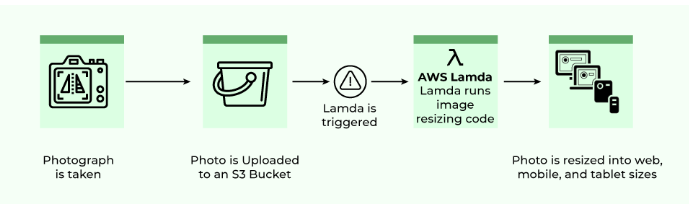 Photograph
is taken
Photo is Uploaded
to an S3 Bucket
Lamda is
triggered
λ
AWS Lamda
Lamda runs
image
resizing code
Photo is resized into web,
mobile, and tablet sizes